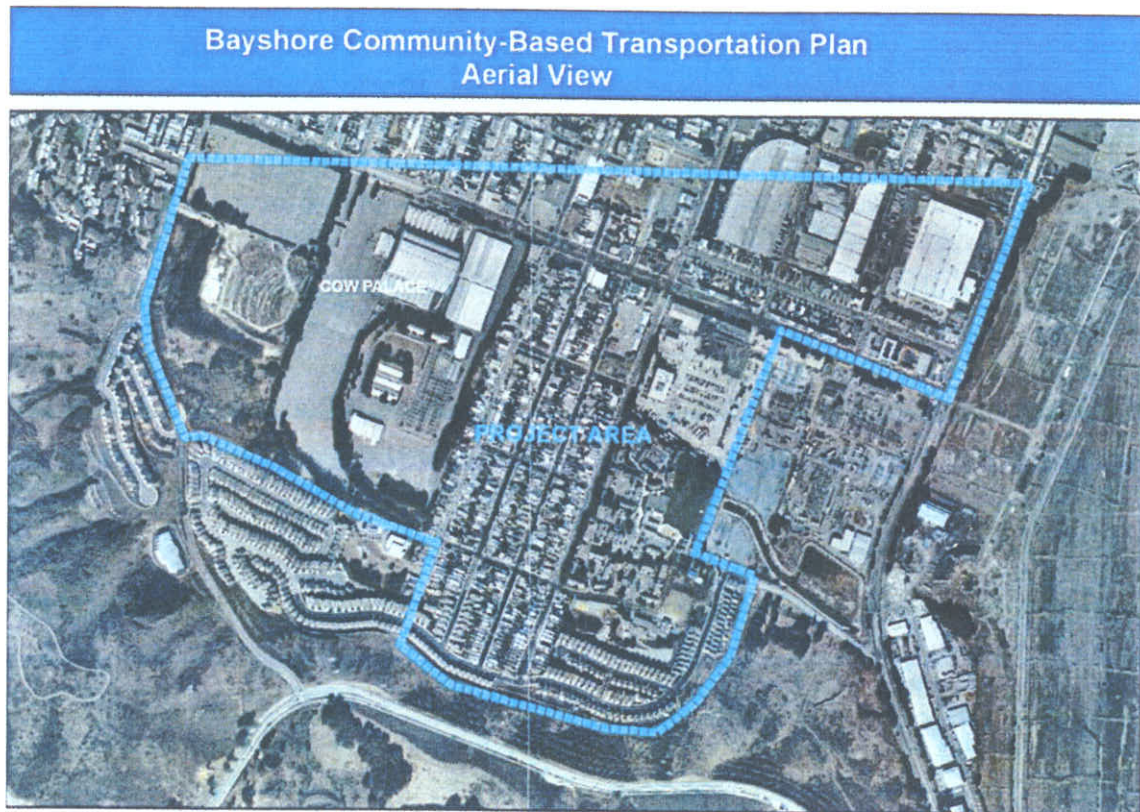 Bayshore Community-Based Transportation Plan
Aerial View
COW PALACE
PROJECT AREA